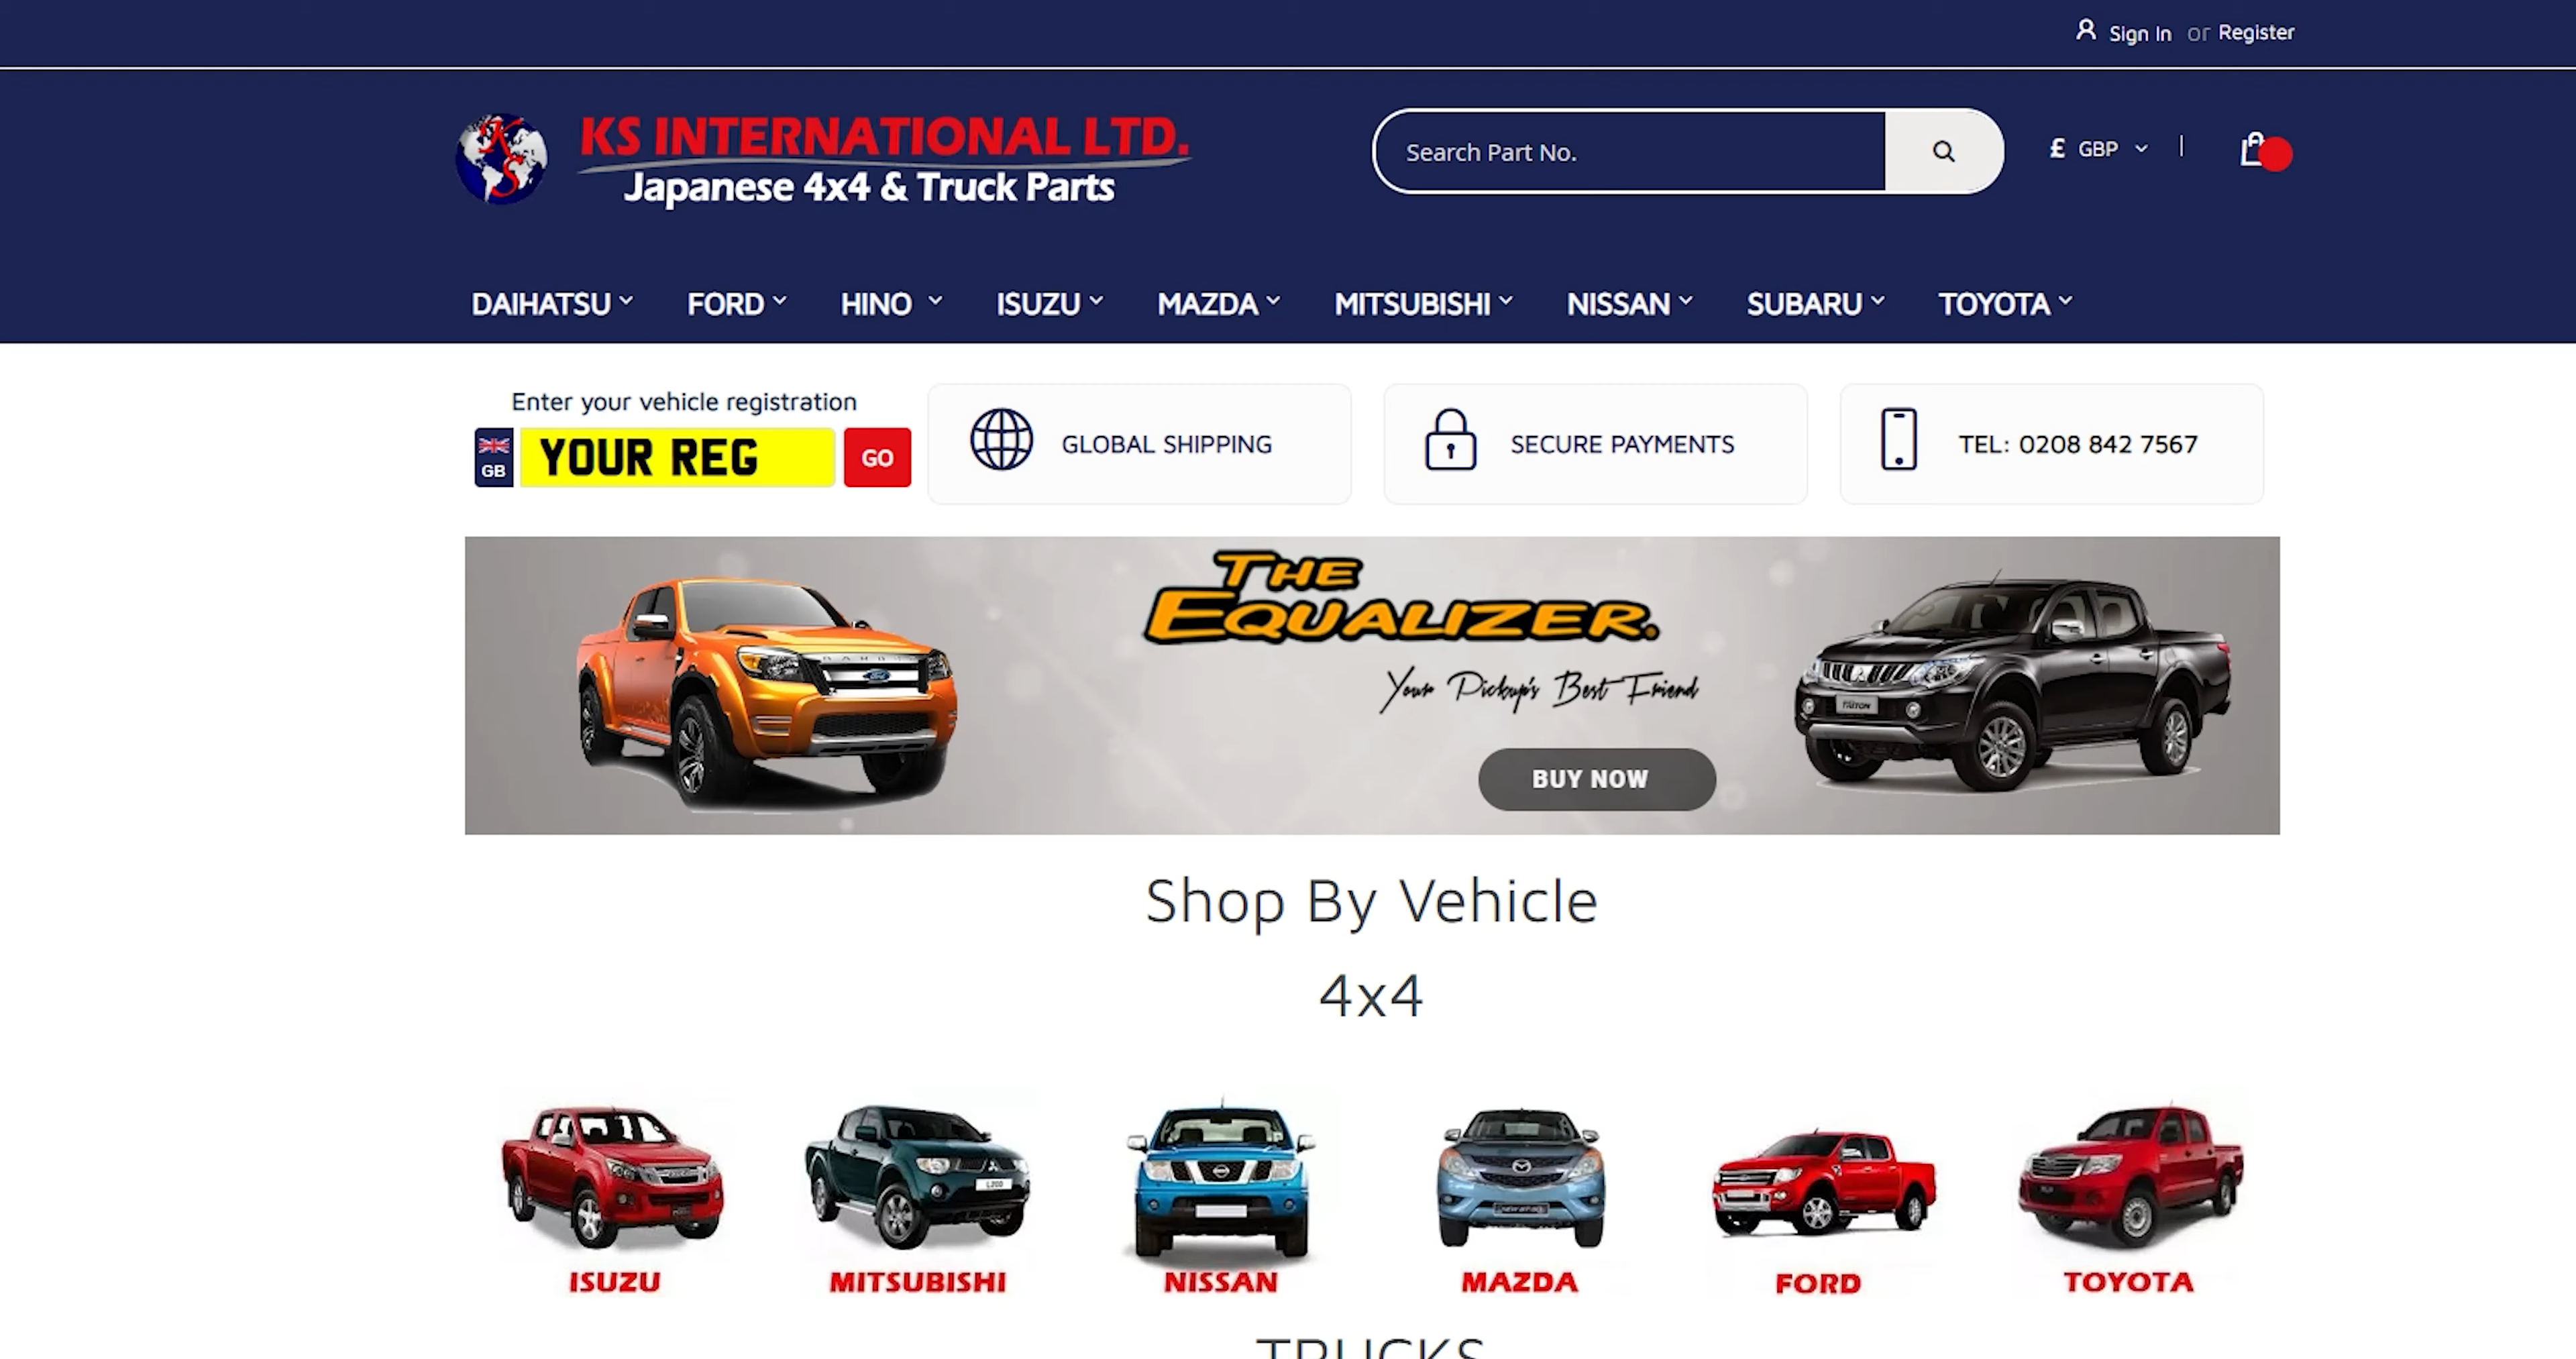 Sign In or Register
KS INTERNATIONAL LTD.
Japanese 4x4 & Truck Parts
Search Part No.
£ GBP
DAIHATSU FORD HINO ISUZU MAZDA MITSUBISHI NISSAN SUBARU TOYOTA
Enter your vehicle registration
GB
YOUR REG
GO
GLOBAL SHIPPING
SECURE PAYMENTS
TEL: 0208 842 7567
THE
EQUALIZER.
Your Pickup's Best Friend
BUY NOW
TRITON
Shop By Vehicle
4x4
L200
ISUZU
MITSUBISHI
NISSAN
MAZDA
FORD
TOYOTA
TRUCKS